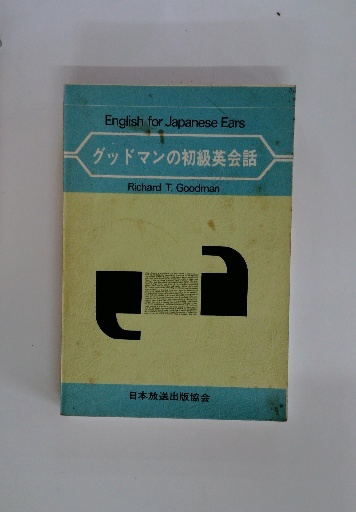 English for Japanese Ears
グッドマンの初級英会話
Richard T. Goodman
日本放送出版協会